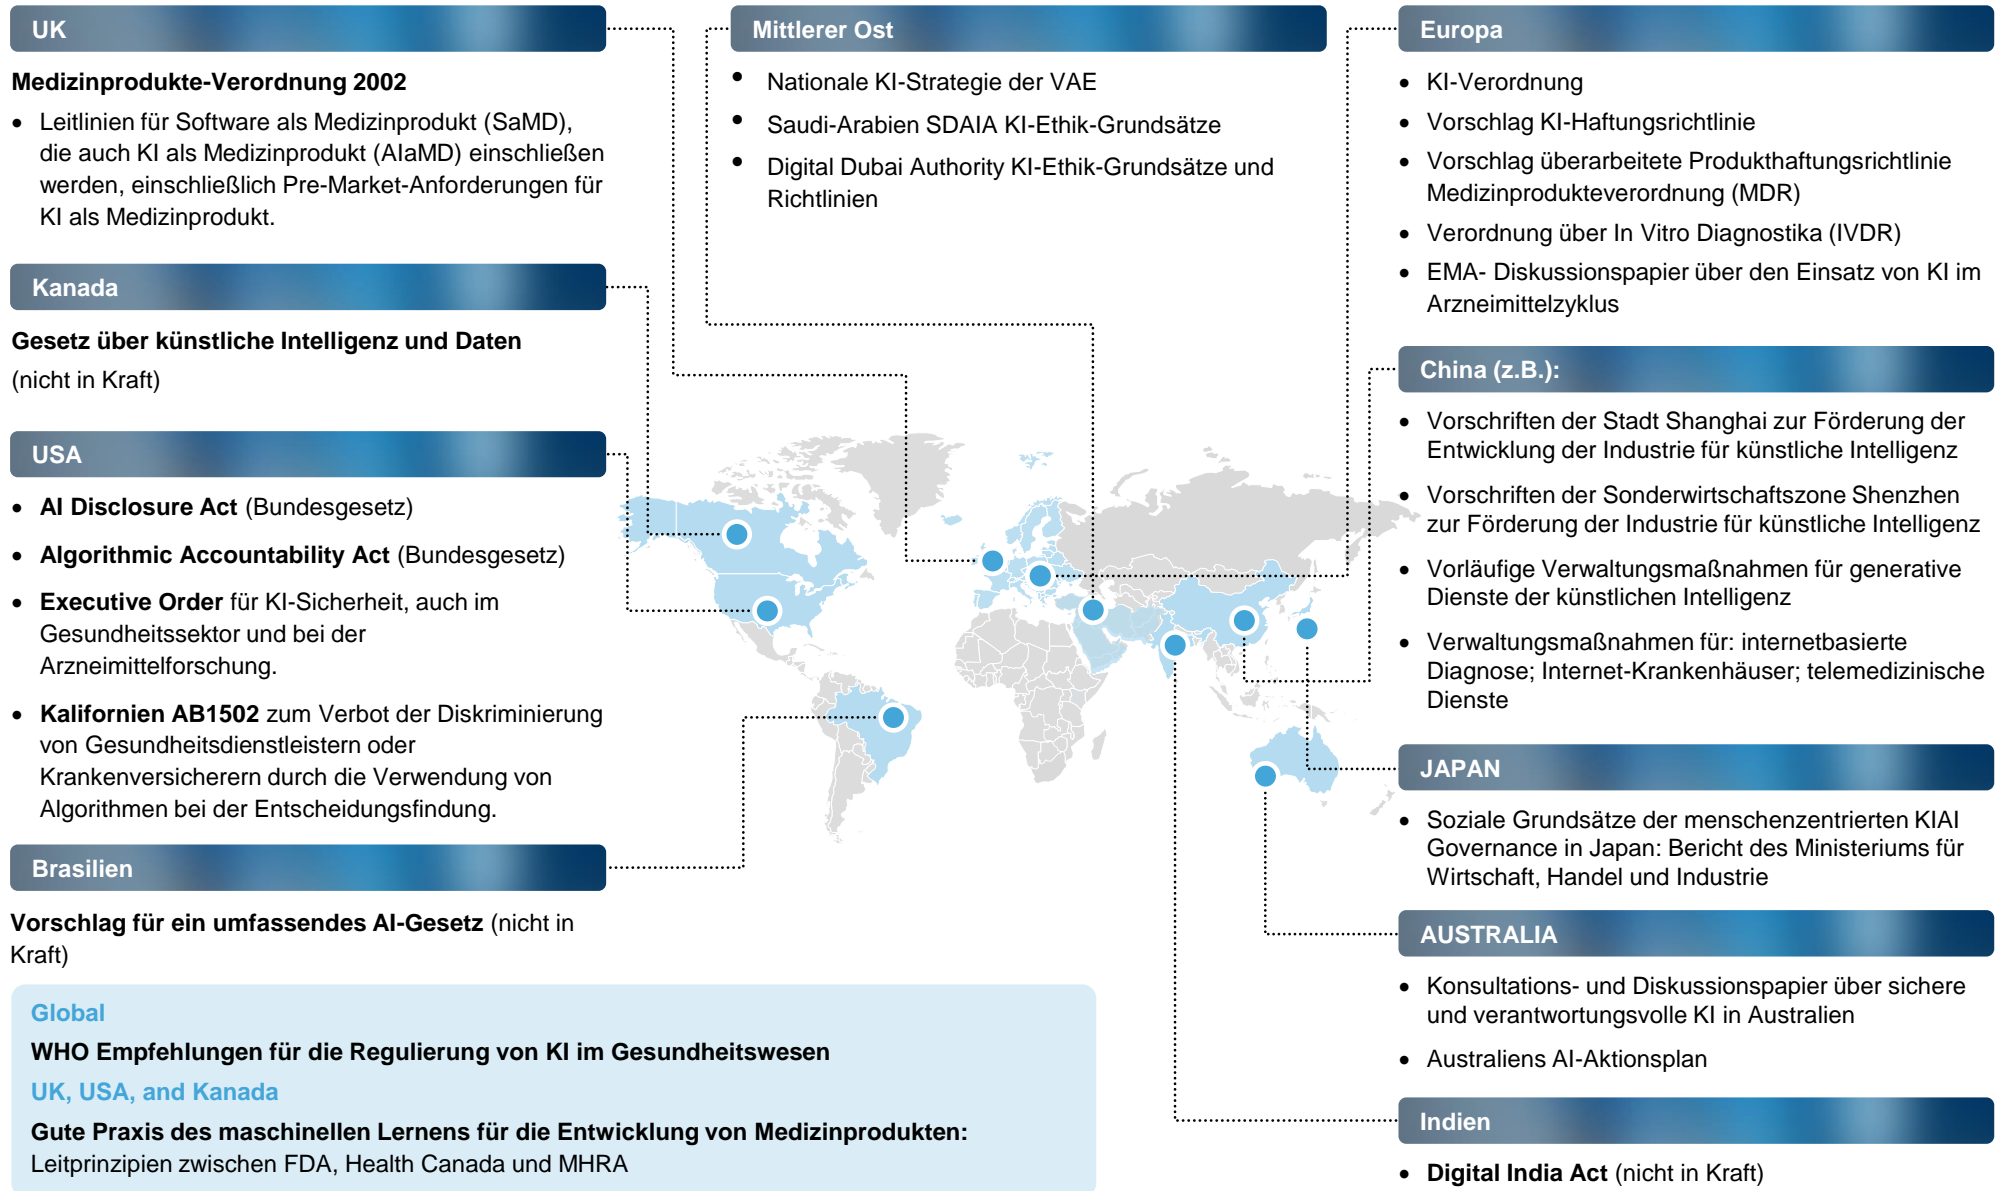 UK
Medizinprodukte-Verordnung 2002
• Leitlinien für Software als Medizinprodukt (SaMD),
die auch KI als Medizinprodukt (AIaMD) einschließen
werden, einschließlich Pre-Market-Anforderungen für
KI als Medizinprodukt.
Kanada
Gesetz über künstliche Intelligenz und Daten
(nicht in Kraft)
USA
• AI Disclosure Act (Bundesgesetz)
• Algorithmic Accountability Act (Bundesgesetz)
• Executive Order für KI-Sicherheit, auch im
Gesundheitssektor und bei der
Arzneimittelforschung.
• Kalifornien AB1502 zum Verbot der Diskriminierung
von Gesundheitsdienstleistern oder
Krankenversicherern durch die Verwendung von
Algorithmen bei der Entscheidungsfindung.
Brasilien
Vorschlag für ein umfassendes AI-Gesetz (nicht in
Kraft)
Global
WHO Empfehlungen für die Regulierung von KI im Gesundheitswesen
UK, USA, and Kanada
Gute Praxis des maschinellen Lernens für die Entwicklung von Medizinprodukten:
Leitprinzipien zwischen FDA, Health Canada und MHRA
Mittlerer Ost
• Nationale KI-Strategie der VAE
• Saudi-Arabien SDAIA KI-Ethik-Grundsätze
• Digital Dubai Authority KI-Ethik-Grundsätze und
Richtlinien
Europa
• KI-Verordnung
• Vorschlag KI-Haftungsrichtlinie
• Vorschlag überarbeitete Produkthaftungsrichtlinie
Medizinprodukteverordnung (MDR)
• Verordnung über In Vitro Diagnostika (IVDR)
• EMA- Diskussionspapier über den Einsatz von KI im
Arzneimittelzyklus
China (z.B.):
• Vorschriften der Stadt Shanghai zur Förderung der
Entwicklung der Industrie für künstliche Intelligenz
• Vorschriften der Sonderwirtschaftszone Shenzhen
zur Förderung der Industrie für künstliche Intelligenz
• Vorläufige Verwaltungsmaßnahmen für generative
Dienste der künstlichen Intelligenz
• Verwaltungsmaßnahmen für: internetbasierte
Diagnose; Internet-Krankenhäuser; telemedizinische
Dienste
JAPAN
• Soziale Grundsätze der menschenzentrierten KIAI
Governance in Japan: Bericht des Ministeriums für
Wirtschaft, Handel und Industrie
AUSTRALIA
• Konsultations- und Diskussionspapier über sichere
und verantwortungsvolle KI in Australien
• Australiens AI-Aktionsplan
Indien
• Digital India Act (nicht in Kraft)